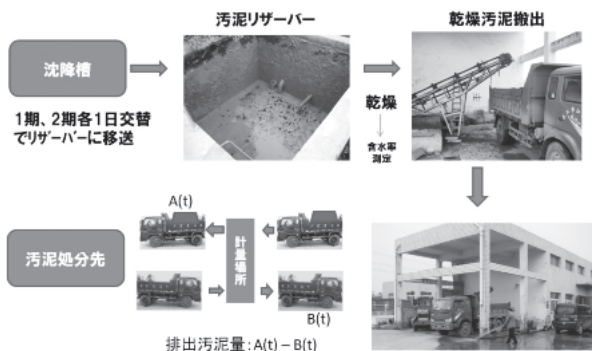 汚泥リザーバー
乾燥汚泥搬出
沈降槽
1期、2期各1日交替
でリザーバーに移送
乾燥
含水率
測定
A(t)
計量場所
汚泥処分先
B(t)
排出汚泥量:A(t)－B(t)